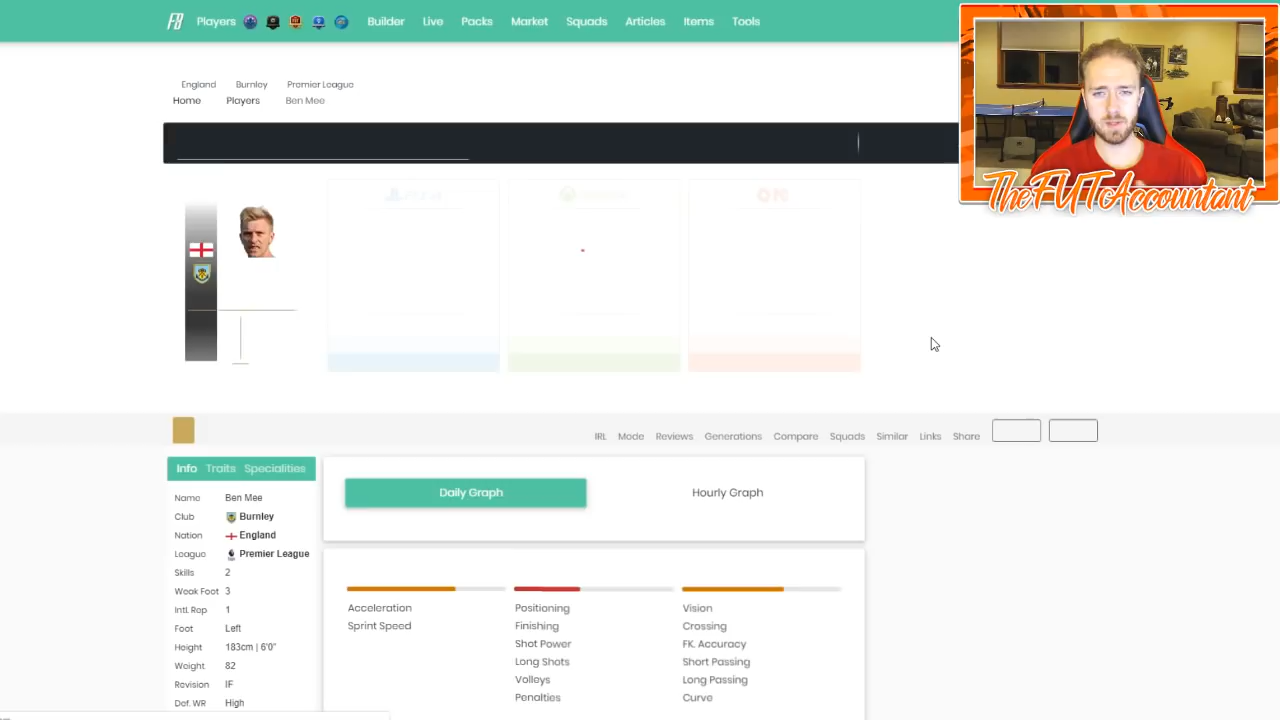 FB Players Builder Live Packs Market Squads Articles Items Tools
TheFUTAccountant
England Burnley Premier League
Home Players Ben Mee
IRL Mode Reviews Generations Compare Squads Similar Links Share
Info Traits Specialities
Name Ben Mee
Club Burnley
Nation England
League Premier League
Skills 2
Weak Foot 3
Intl. Rep 1
Foot Left
Height 183cm | 6'0"
Weight 82
Revision IF
Def. WR High
Daily Graph Hourly Graph
Acceleration
Sprint Speed
Positioning
Finishing
Shot Power
Long Shots
Volleys
Penalties
Vision
Crossing
FK. Accuracy
Short Passing
Long Passing
Curve